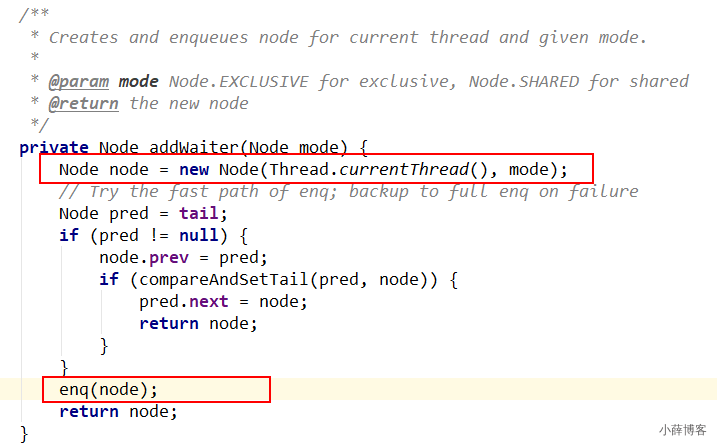 /**
 * Creates and enqueues node for current thread and given mode.
 *
 * @param mode Node.EXCLUSIVE for exclusive, Node.SHARED for shared
 * @return the new node
 */
private Node addWaiter(Node mode) {
    Node node = new Node(Thread.currentThread(), mode);
    // Try the fast path of enq; backup to full enq on failure
    Node pred = tail;
    if (pred != null) {
        node.prev = pred;
        if (compareAndSetTail(pred, node)) {
            pred.next = node;
            return node;
        }
    }
    enq(node);
    return node;
}
小薛博客